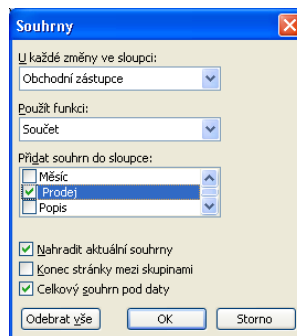 Souhrny
U každé změny ve sloupci:
Obchodní zástupce
Použít funkci:
Součet
Přidat souhrn do sloupce:
Měsíc
Prodej
Popis
Nahradit aktuální souhrny
Konec stránky mezi skupinami
Celkový souhrn pod daty
Odebrat vše OK Storno